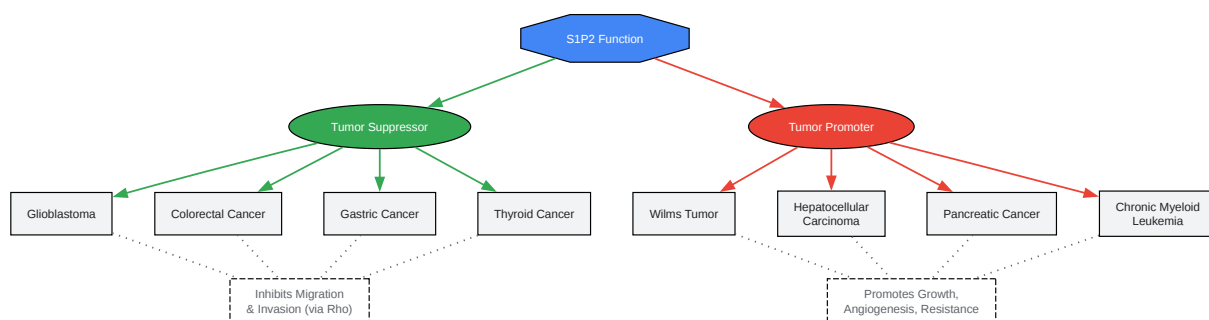 S1P2 Function
Tumor Suppressor
Tumor Promoter
Glioblastoma
Colorectal Cancer
Gastric Cancer
Thyroid Cancer
Wilms Tumor
Hepatocellular
Carcinoma
Pancreatic Cancer
Chronic Myeloid
Leukemia
Inhibits Migration
& Invasion (via Rho)
Promotes Growth,
Angiogenesis, Resistance